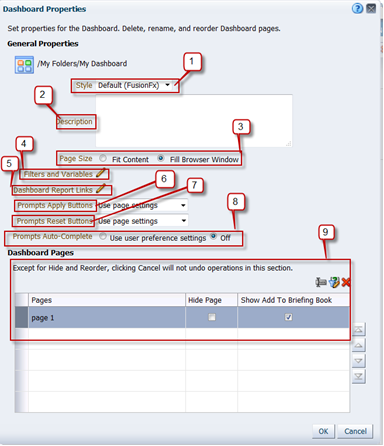 Dashboard Properties
Set properties for the Dashboard. Delete, rename, and reorder Dashboard pages.
General Properties
/My Folders/My Dashboard
1
Style Default (FusionFx)
2
Description
3
Page Size Fit Content Fill Browser Window
4
Filters and Variables
5
Dashboard Report Links
6
7
Prompts Apply Buttons Use page settings
8
Prompts Reset Buttons Use page settings
Prompts Auto-Complete Use user preference settings Off
9
Dashboard Pages
Except for Hide and Reorder, clicking Cancel will not undo operations in this section.
Pages Hide Page Show Add To Briefing Book
page 1
OK Cancel